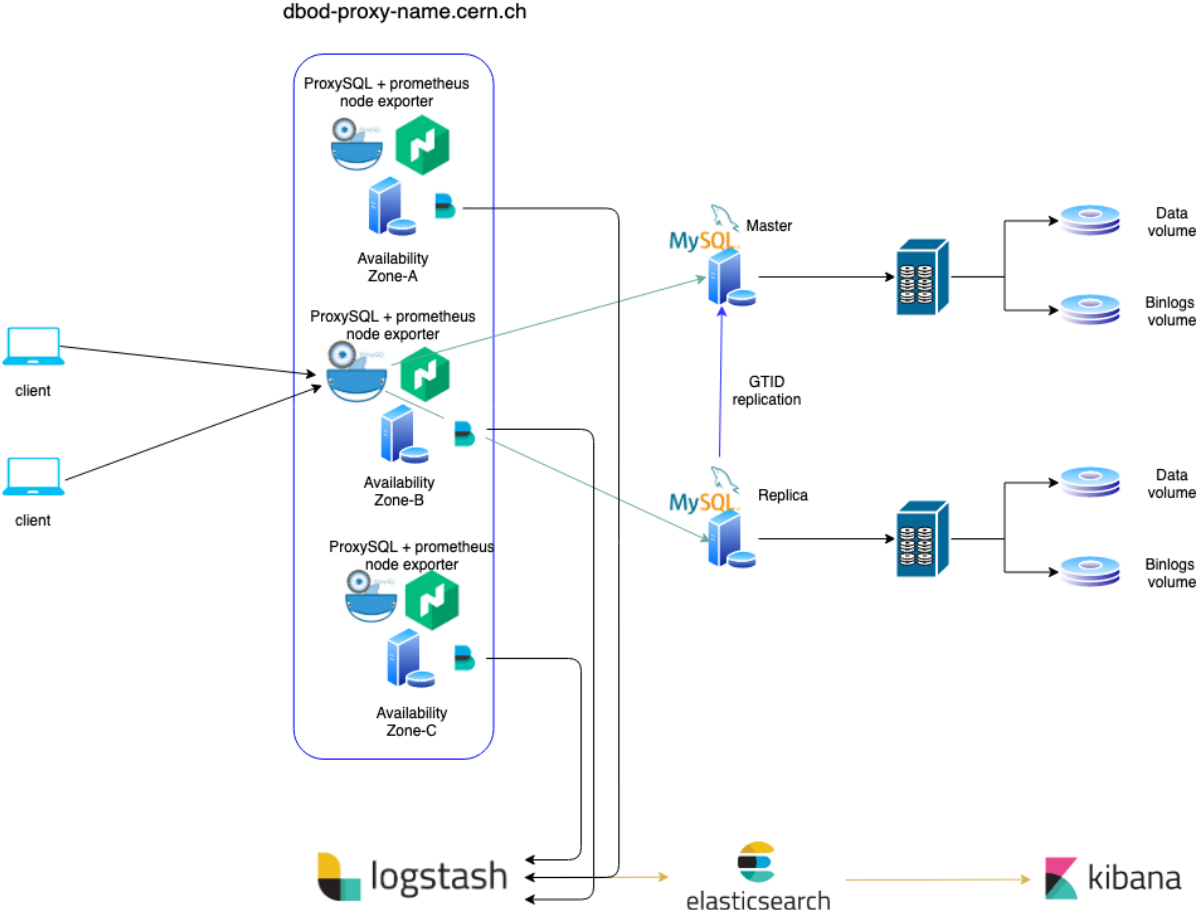 dbod-proxy-name.cern.ch
ProxySQL + prometheus
node exporter
Availability
Zone-A
ProxySQL + prometheus
node exporter
Availability
Zone-B
ProxySQL + prometheus
node exporter
Availability
Zone-C
client
client
MySQL
Master
GTID
replication
MySQL
Replica
Data
volume
Binlogs
volume
Data
volume
Binlogs
volume
logstash
elasticsearch
kibana